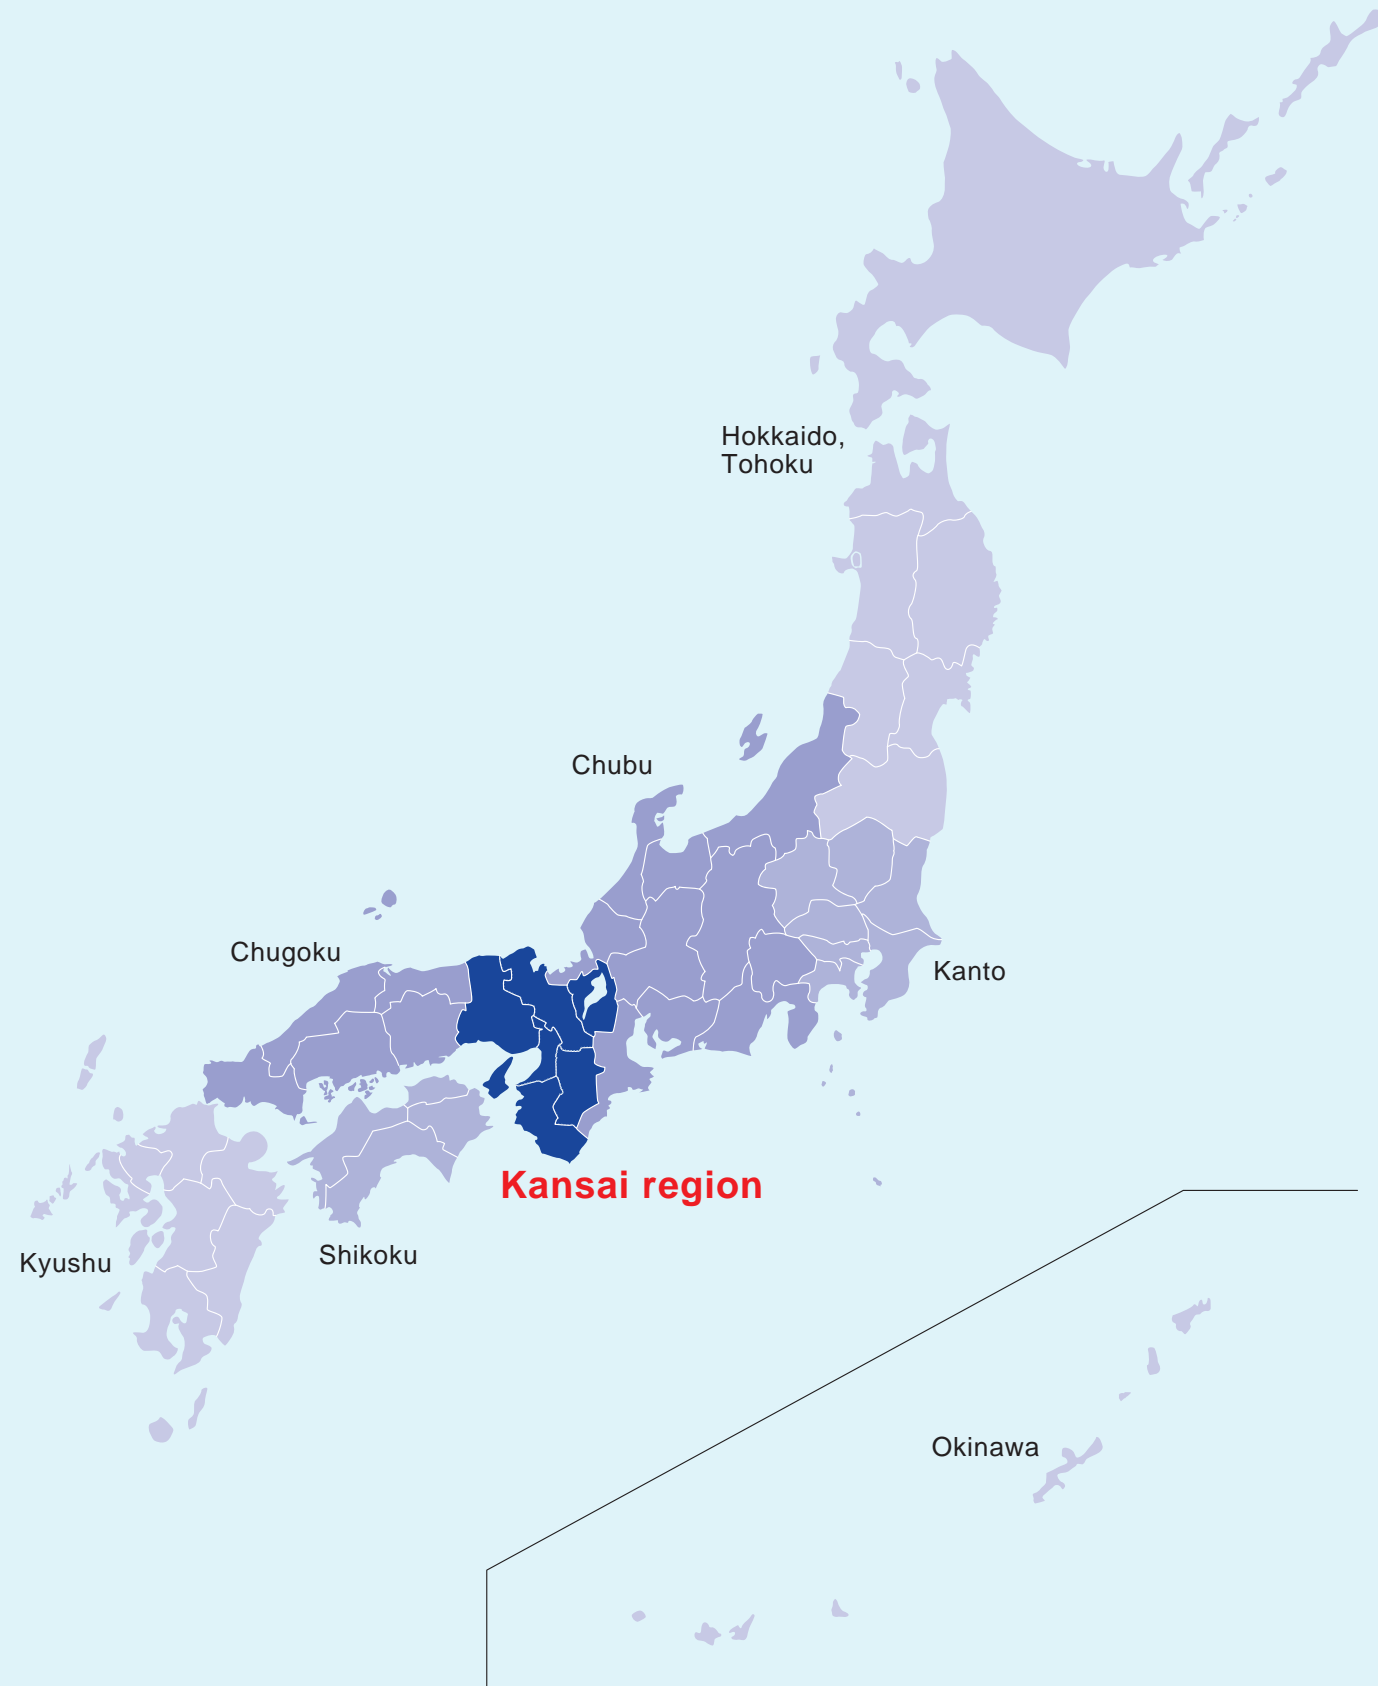 Hokkaido,
Tohoku
Chubu
Chugoku
Kanto
Kansai region
Shikoku
Kyushu
Okinawa